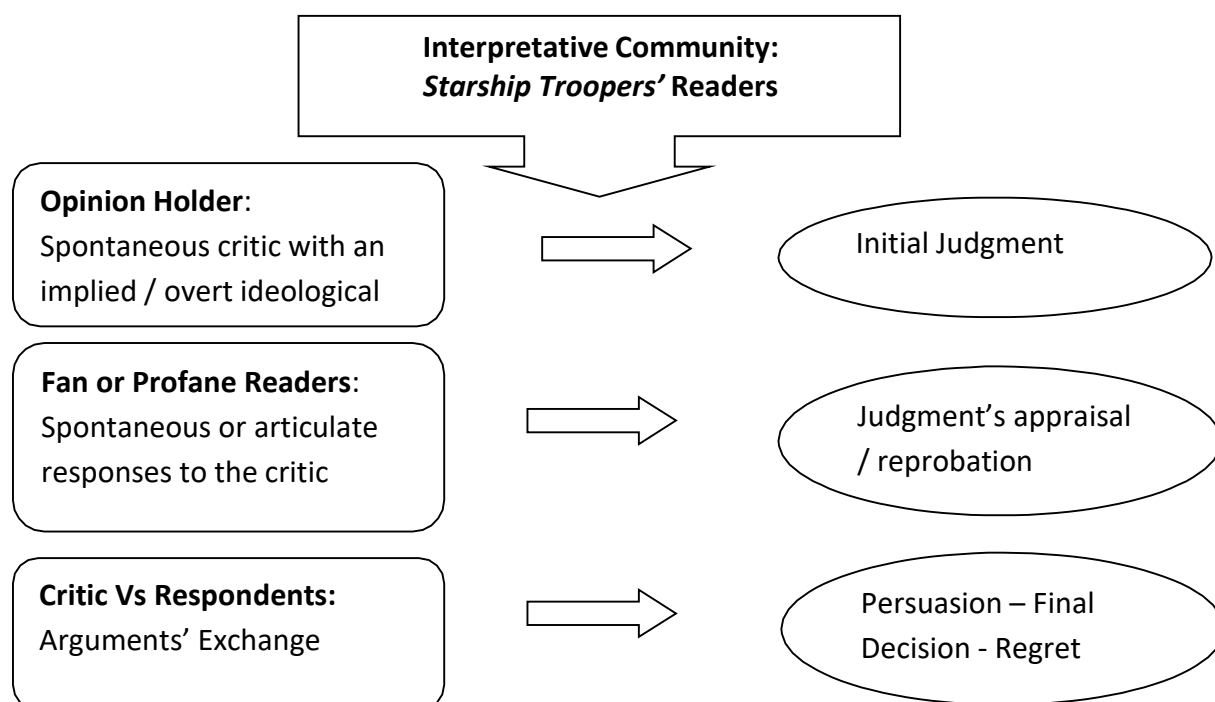 Interpretative Community:
Starship Troopers’ Readers
Opinion Holder:
Spontaneous critic with an
implied / overt ideological
Initial Judgment
Fan or Profane Readers:
Spontaneous or articulate
responses to the critic
Judgment’s appraisal
/ reprobation
Critic Vs Respondents:
Arguments’ Exchange
Persuasion – Final
Decision - Regret